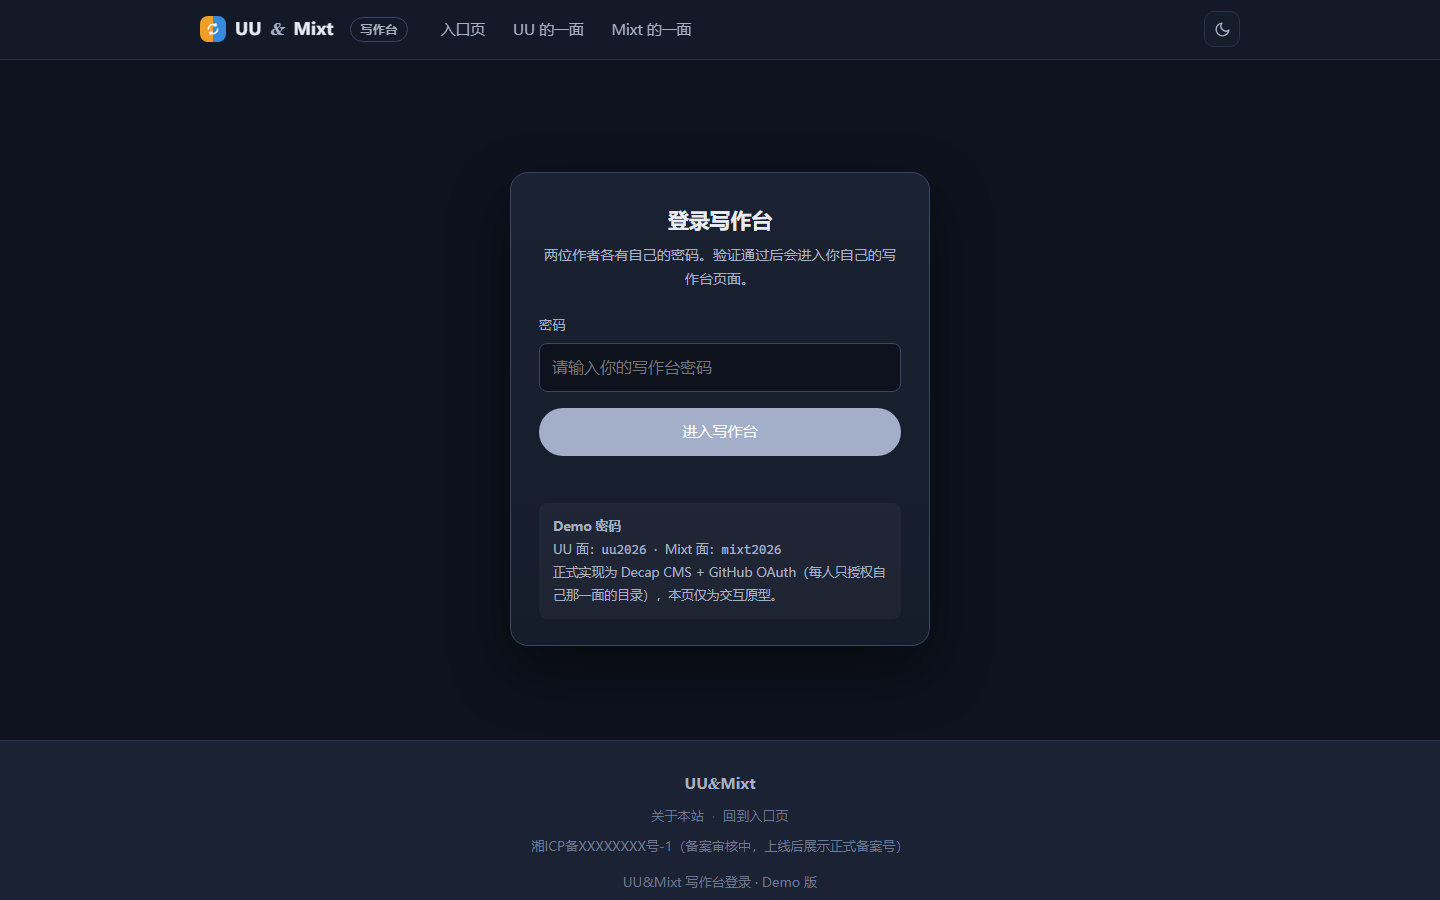 UU & Mixt 写作台 入口页 UU 的一面 Mixt 的一面
登录写作台
两位作者各有自己的密码。验证通过后会进入你自己的写
作台页面。
密码
请输入你的写作台密码
进入写作台
Demo 密码
UU 面：uu2026 · Mixt 面：mixt2026
正式实现为 Decap CMS + GitHub OAuth（每人只授权自
己那一面的目录），本页仅为交互原型。
UU&Mixt
关于本站 · 回到入口页
湘ICP备XXXXXXXX号-1（备案审核中，上线后展示正式备案号）
UU&Mixt 写作台登录 · Demo 版